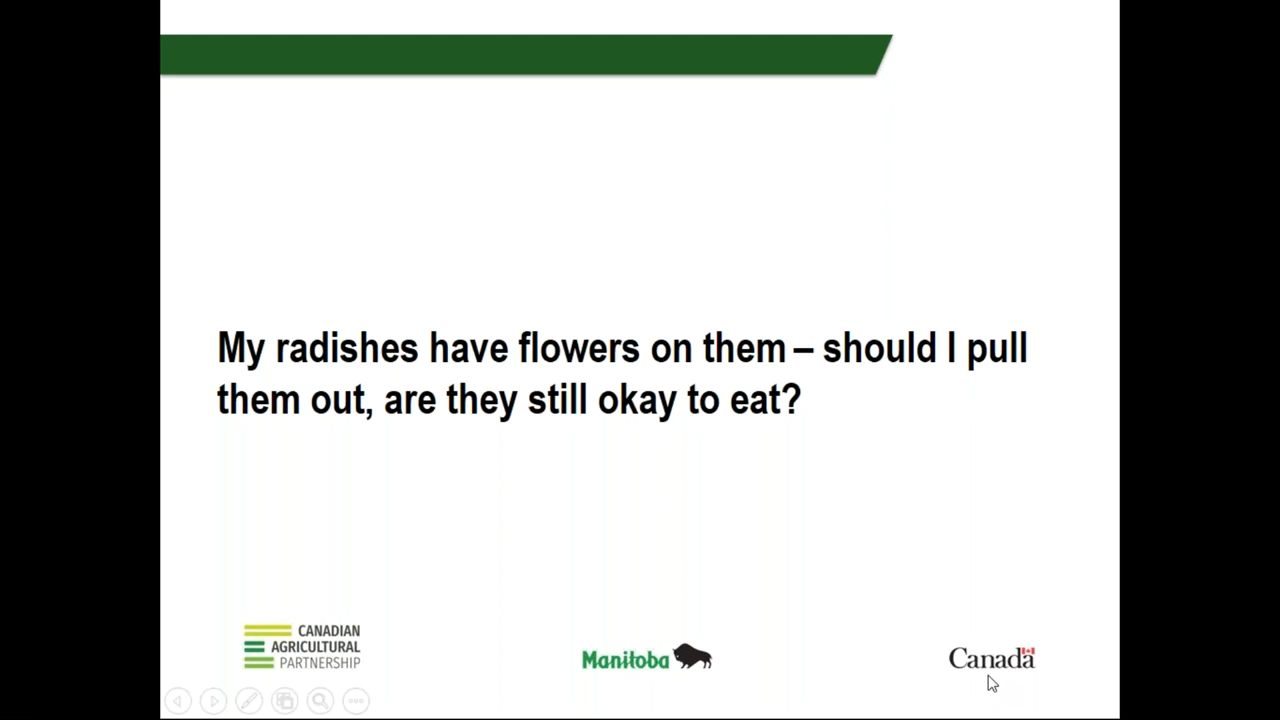 My radishes have flowers on them – should I pull
them out, are they still okay to eat?
CANADIAN
AGRICULTURAL
PARTNERSHIP
Manitoba
Canada